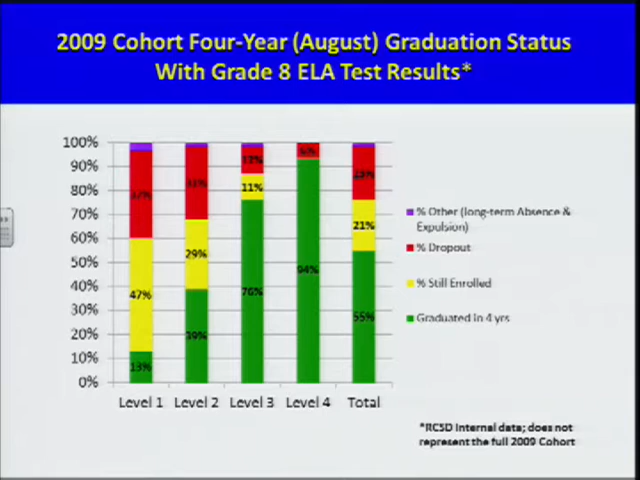 2009 Cohort Four-Year (August) Graduation Status
With Grade 8 ELA Test Results*
100%
90%
80%
70%
60%
50%
40%
30%
20%
10%
0%
47%
13%
29%
39%
11%
76%
94%
21%
55%
Level 1 Level 2 Level 3 Level 4 Total
% Other (long-term Absence &
Expulsion)
% Dropout
% Still Enrolled
Graduated in 4 yrs
*RCSD Internal data; does not
represent the full 2009 Cohort